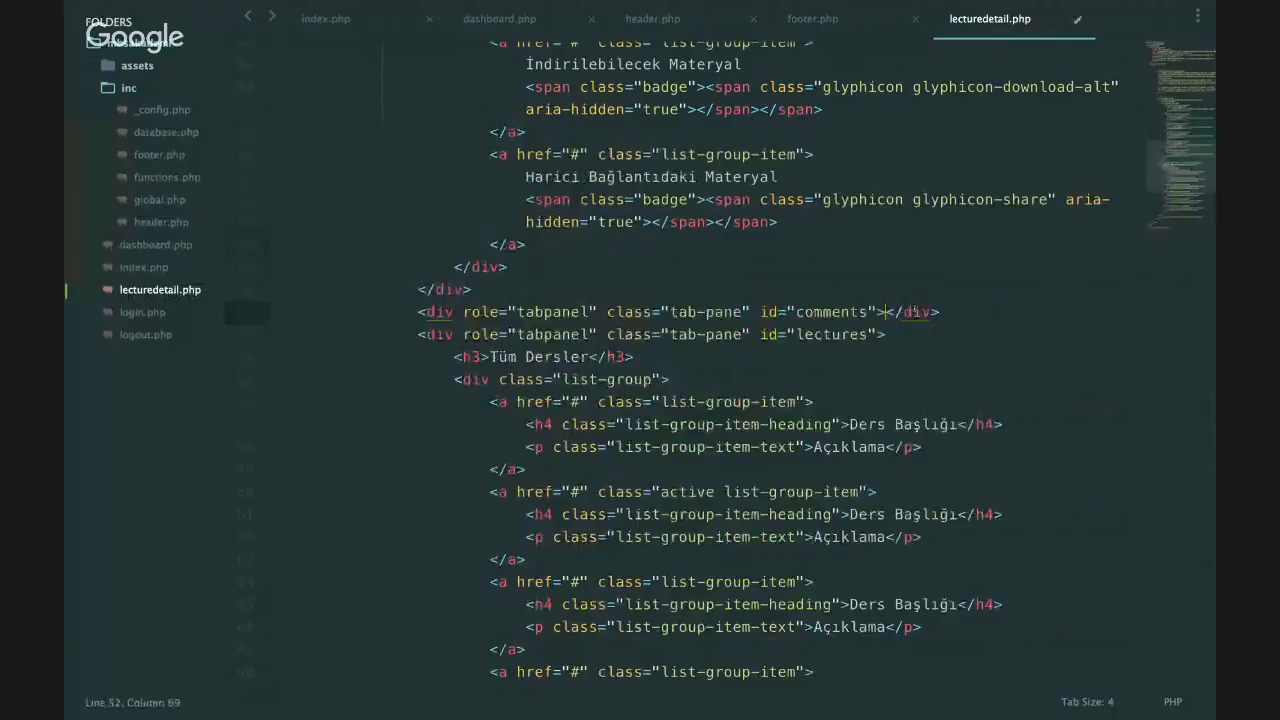 FOLDERS
Google
assets
inc
_config.php
database.php
footer.php
functions.php
global.php
header.php
dashboard.php
index.php
lecturedetail.php
login.php
logout.php
index.php × dashboard.php × header.php × footer.php × lecturedetail.php
<a href="#" class="list-group-item">
İndirilebilecek Materyal
<span class="badge"><span class="glyphicon glyphicon-download-alt"
aria-hidden="true"></span></span>
</a>
<a href="#" class="list-group-item">
Harici Bağlantıdaki Materyal
<span class="badge"><span class="glyphicon glyphicon-share" aria-
hidden="true"></span></span>
</a>
</div>
</div>
<div role="tabpanel" class="tab-pane" id="comments"></div>
<div role="tabpanel" class="tab-pane" id="lectures">
<h3>Tüm Dersler</h3>
<div class="list-group">
<a href="#" class="list-group-item">
<h4 class="list-group-item-heading">Ders Başlığı</h4>
<p class="list-group-item-text">Açıklama</p>
</a>
<a href="#" class="active list-group-item">
<h4 class="list-group-item-heading">Ders Başlığı</h4>
<p class="list-group-item-text">Açıklama</p>
</a>
<a href="#" class="list-group-item">
<h4 class="list-group-item-heading">Ders Başlığı</h4>
<p class="list-group-item-text">Açıklama</p>
</a>
<a href="#" class="list-group-item">
Line 52, Column 69
Tab Size: 4
PHP